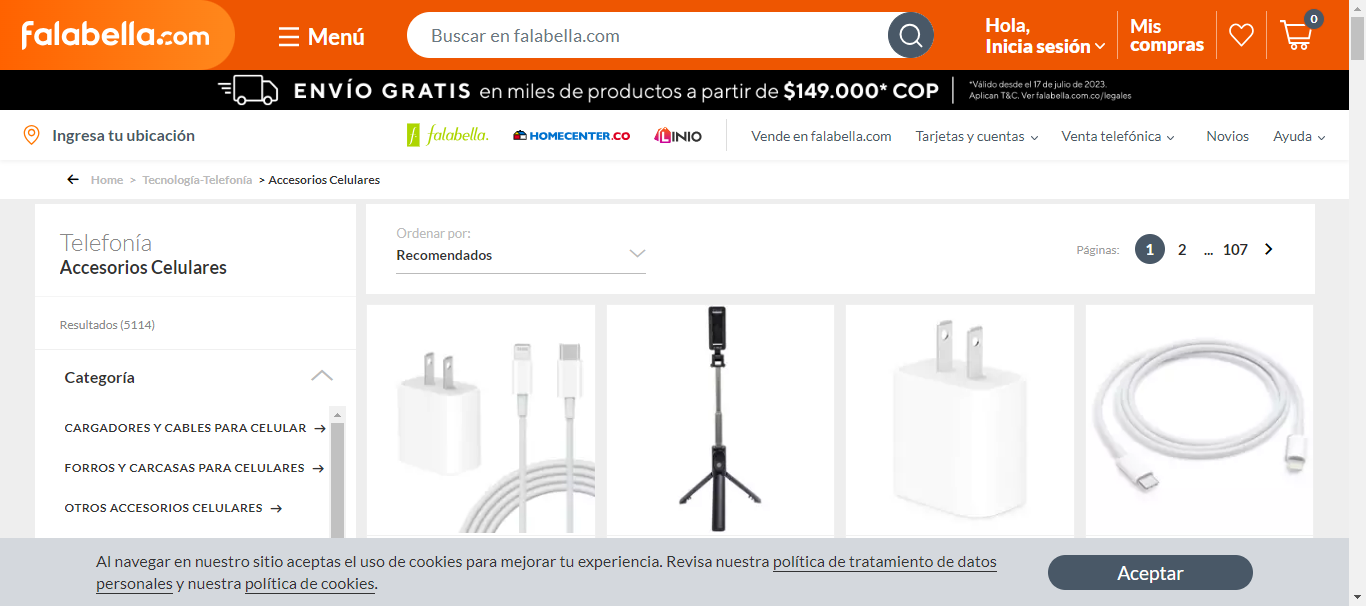 falabella.com
Menú
Buscar en falabella.com
Hola,
Inicia sesión
Mis
compras
0
ENVÍO GRATIS en miles de productos a partir de $149.000* COP
*Válido desde el 17 de julio de 2023.
Aplican T&C. Ver falabella.com.co/legales
Ingresa tu ubicación
f falabella.
HOMECENTER.CO
LINIO
Vende en falabella.com
Tarjetas y cuentas
Venta telefónica
Novios
Ayuda
Home > Tecnología-Telefonía > Accesorios Celulares
Telefonía
Accesorios Celulares
Resultados (5114)
Categoría
CARGADORES Y CABLES PARA CELULAR
FORROS Y CARCASAS PARA CELULARES
OTROS ACCESORIOS CELULARES
Ordenar por:
Recomendados
Páginas: 1 2 ... 107
Al navegar en nuestro sitio aceptas el uso de cookies para mejorar tu experiencia. Revisa nuestra política de tratamiento de datos
personales y nuestra política de cookies.
Aceptar